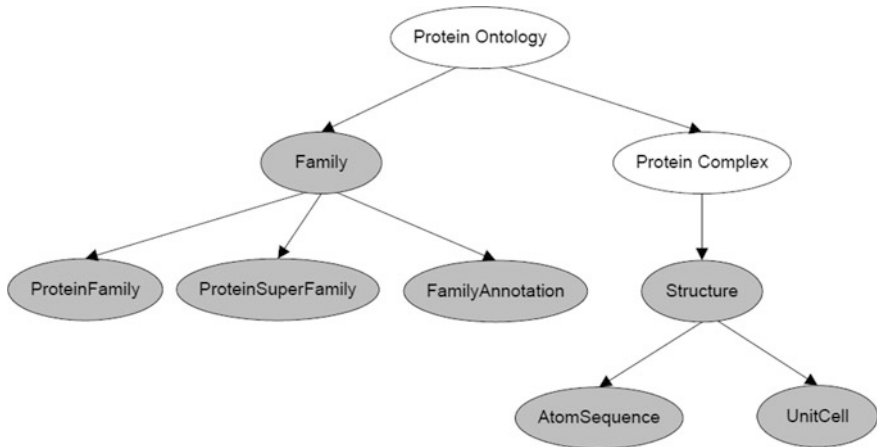 Protein Ontology
Family
Protein Complex
ProteinFamily
ProteinSuperFamily
FamilyAnnotation
Structure
AtomSequence
UnitCell